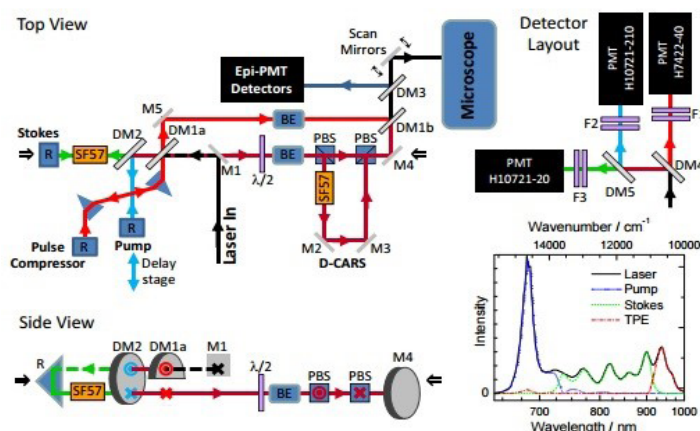 Top View
Scan
Mirrors
Epi-PMT
Detectors
DM3
Microscope
M5
DM2
DM1a
BE
DM1b
Stokes
R
SF57
M1
λ/2
BE
PBS
PBS
M4
SF57
R
R
Pulse
Compressor
Pump
Delay
stage
Laser In
M2
M3
D-CARS
Side View
R
DM2
DM1a
M1
SF57
λ/2
BE
PBS
PBS
M4
Detector
Layout
PMT
H10721-210
PMT
H7422-40
F2
F
PMT
H10721-20
F3
DM5
DM4
Wavenumber / cm⁻¹
14000
12000
11000
10000
Intensity
Laser
Pump
Stokes
TPE
700
800
900
1000
Wavelength / nm